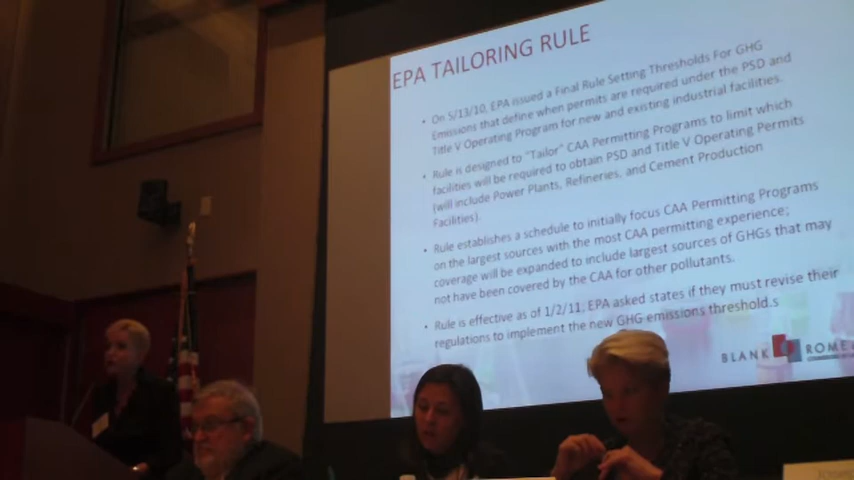 EPA TAILORING RULE
• On 5/13/10, EPA issued a Final Rule Setting Thresholds For GHG
Emissions that define when permits are required under the PSD and
Title V Operating Program for new and existing industrial facilities.
• Rule is designed to "Tailor" CAA Permitting Programs to limit which
facilities will be required to obtain PSD and Title V Operating Permits
(will include Power Plants, Refineries, and Cement Production
Facilities).
• Rule establishes a schedule to initially focus CAA Permitting Programs
on the largest sources with the most CAA permitting experience;
coverage will be expanded to include largest sources of GHGs that may
not have been covered by the CAA for other pollutants.
• Rule is effective as of 1/2/11; EPA asked states if they must revise their
regulations to implement the new GHG emissions threshold.s
BLANK ROME